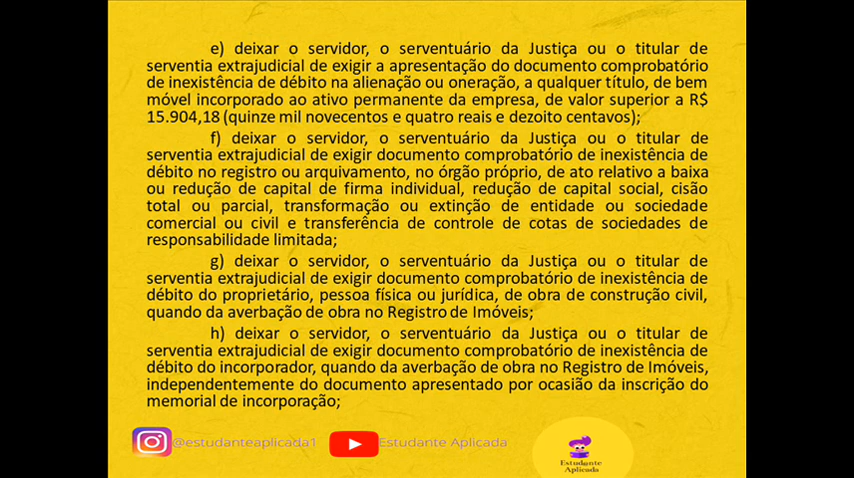 e) deixar o servidor, o serventuário da Justiça ou o titular de
serventia extrajudicial de exigir a apresentação do documento comprobatório
de inexistência de débito na alienação ou oneração, a qualquer título, de bem
móvel incorporado ao ativo permanente da empresa, de valor superior a R$
15.904,18 (quinze mil novecentos e quatro reais e dezoito centavos);
f) deixar o servidor, o serventuário da Justiça ou o titular de
serventia extrajudicial de exigir documento comprobatório de inexistência de
débito no registro ou arquivamento, no órgão próprio, de ato relativo a baixa
ou redução de capital de firma individual, redução de capital social, cisão
total ou parcial, transformação ou extinção de entidade ou sociedade
comercial ou civil e transferência de controle de cotas de sociedades de
responsabilidade limitada;
g) deixar o servidor, o serventuário da Justiça ou o titular de
serventia extrajudicial de exigir documento comprobatório de inexistência de
débito do proprietário, pessoa física ou jurídica, de obra de construção civil,
quando da averbação de obra no Registro de Imóveis;
h) deixar o servidor, o serventuário da Justiça ou o titular de
serventia extrajudicial de exigir documento comprobatório de inexistência de
débito do incorporador, quando da averbação de obra no Registro de Imóveis,
independentemente do documento apresentado por ocasião da inscrição do
memorial de incorporação;
@estudanteaplicada1
Estudante Aplicada
Estudante
Aplicada